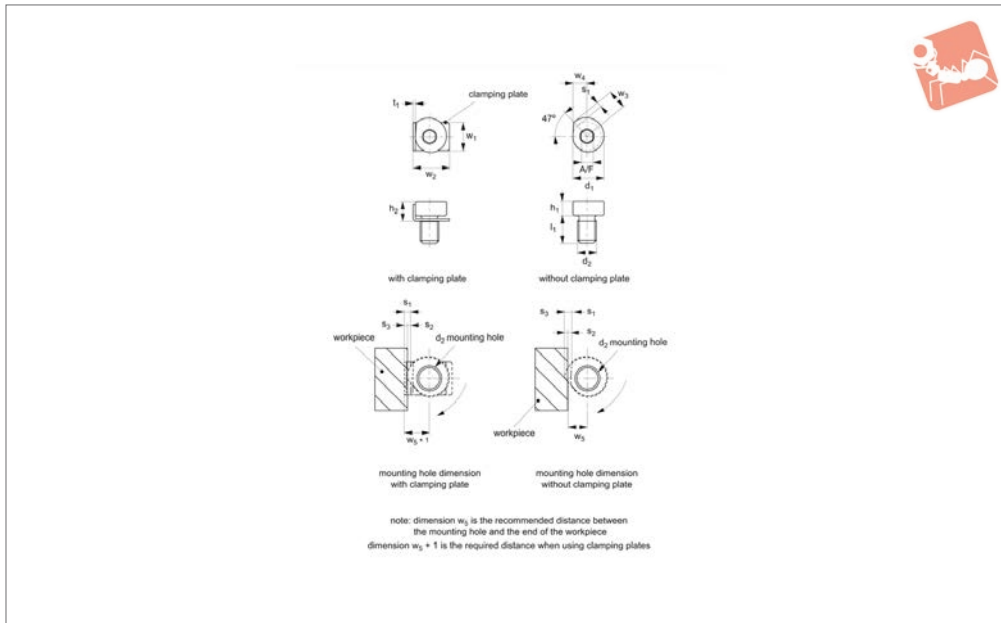 clamping plate
t₁
w₁
w₂
h₂
with clamping plate
w₄
s₁
w₃
47°
A/F
d₁
h₁
l₁
d₂
without clamping plate
s₁
s₃
s₂
workpiece
d₂ mounting hole
w₅ + 1
mounting hole dimension
with clamping plate
s₃
s₁
s₂
d₂ mounting hole
workpiece
w₅
mounting hole dimension
without clamping plate
note: dimension w₅ is the recommended distance between
the mounting hole and the end of the workpiece
dimension w₅ + 1 is the required distance when using clamping plates